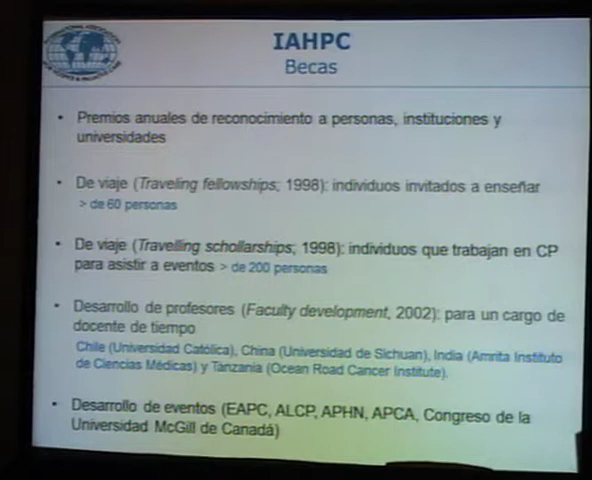 IAHPC
Becas
• Premios anuales de reconocimiento a personas, instituciones y
universidades
• De viaje (Traveling fellowships; 1998): individuos invitados a enseñar
> de 60 personas
• De viaje (Travelling schollarships; 1998): individuos que trabajan en CP
para asistir a eventos > de 200 personas
• Desarrollo de profesores (Faculty development, 2002): para un cargo de
docente de tiempo
Chile (Universidad Católica), China (Universidad de Sichuan), India (Amrita Instituto
de Ciencias Médicas) y Tanzania (Ocean Road Cancer Institute).
• Desarrollo de eventos (EAPC, ALCP, APHN, APCA, Congreso de la
Universidad McGill de Canadá)